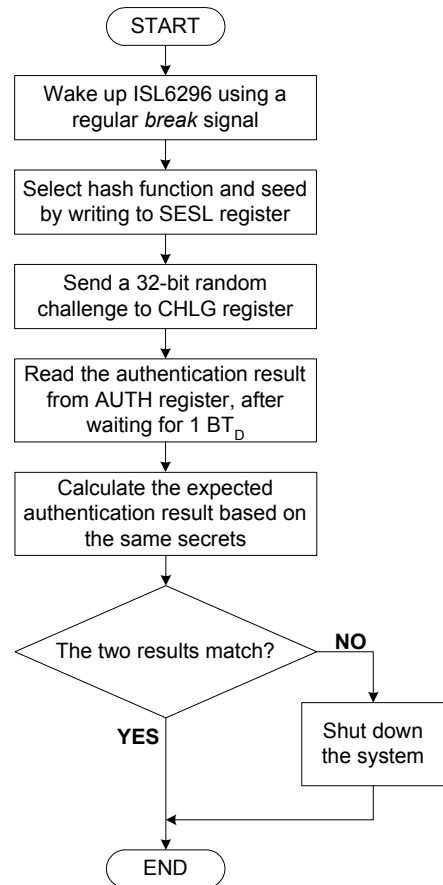 START
Wake up ISL6296 using a
regular break signal
Select hash function and seed
by writing to SESL register
Send a 32-bit random
challenge to CHLG register
Read the authentication result
from AUTH register, after
waiting for 1 BTD
Calculate the expected
authentication result based on
the same secrets
The two results match?
NO
YES
Shut down
the system
END